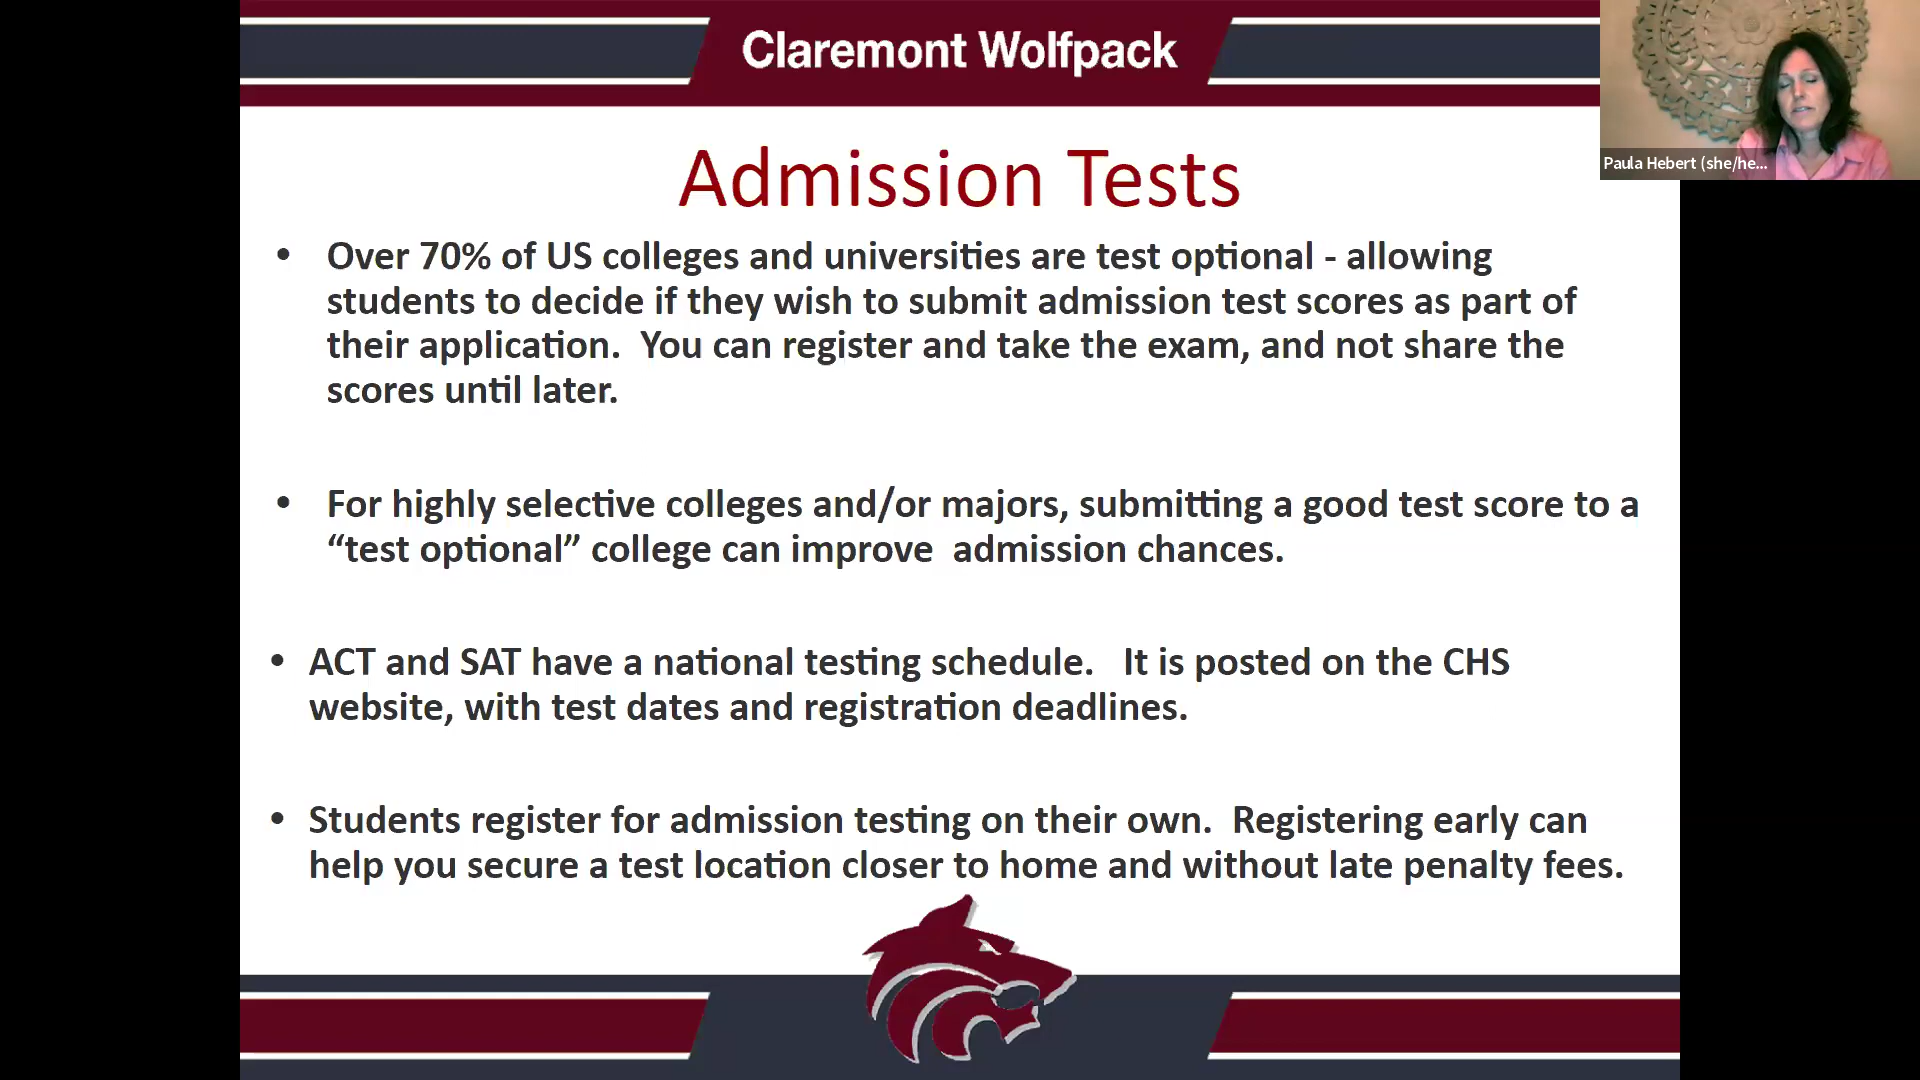 Claremont Wolfpack
Paula Hebert (she/he...
Admission Tests
• Over 70% of US colleges and universities are test optional - allowing
students to decide if they wish to submit admission test scores as part of
their application.  You can register and take the exam, and not share the
scores until later.
• For highly selective colleges and/or majors, submitting a good test score to a
“test optional” college can improve  admission chances.
• ACT and SAT have a national testing schedule.   It is posted on the CHS
website, with test dates and registration deadlines.
• Students register for admission testing on their own.  Registering early can
help you secure a test location closer to home and without late penalty fees.